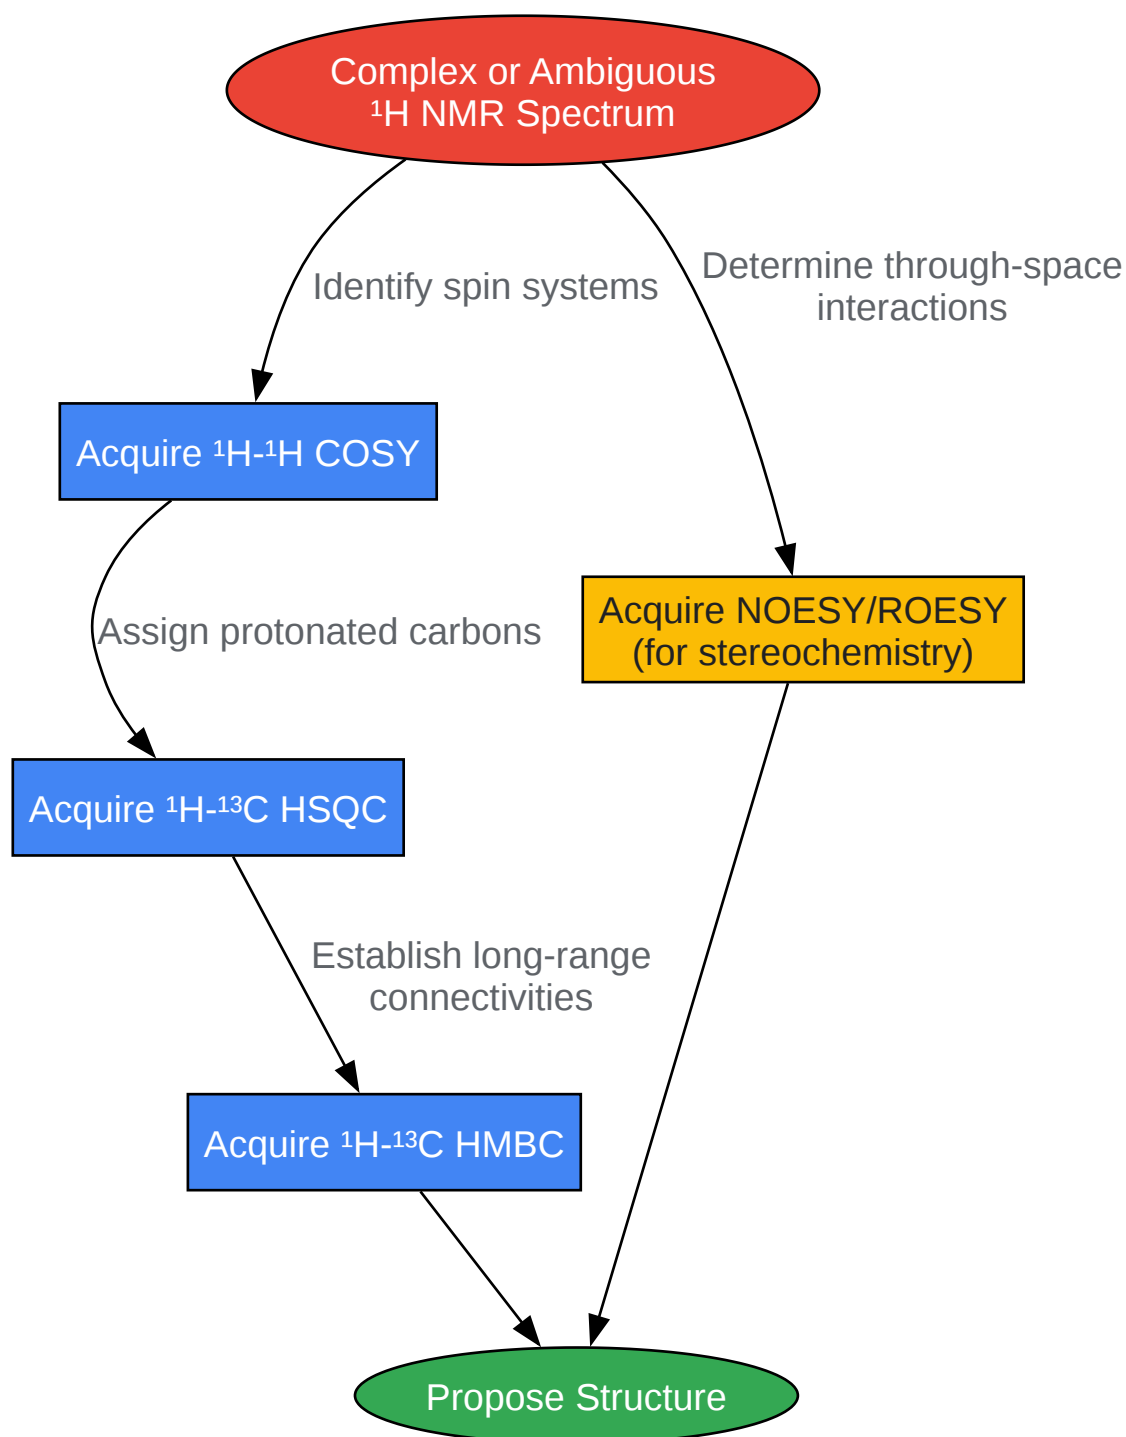 Complex or Ambiguous
¹H NMR Spectrum
Identify spin systems
Determine through-space
interactions
Acquire ¹H-¹H COSY
Assign protonated carbons
Acquire NOESY/ROESY
(for stereochemistry)
Acquire ¹H-¹³C HSQC
Establish long-range
connectivities
Acquire ¹H-¹³C HMBC
Propose Structure